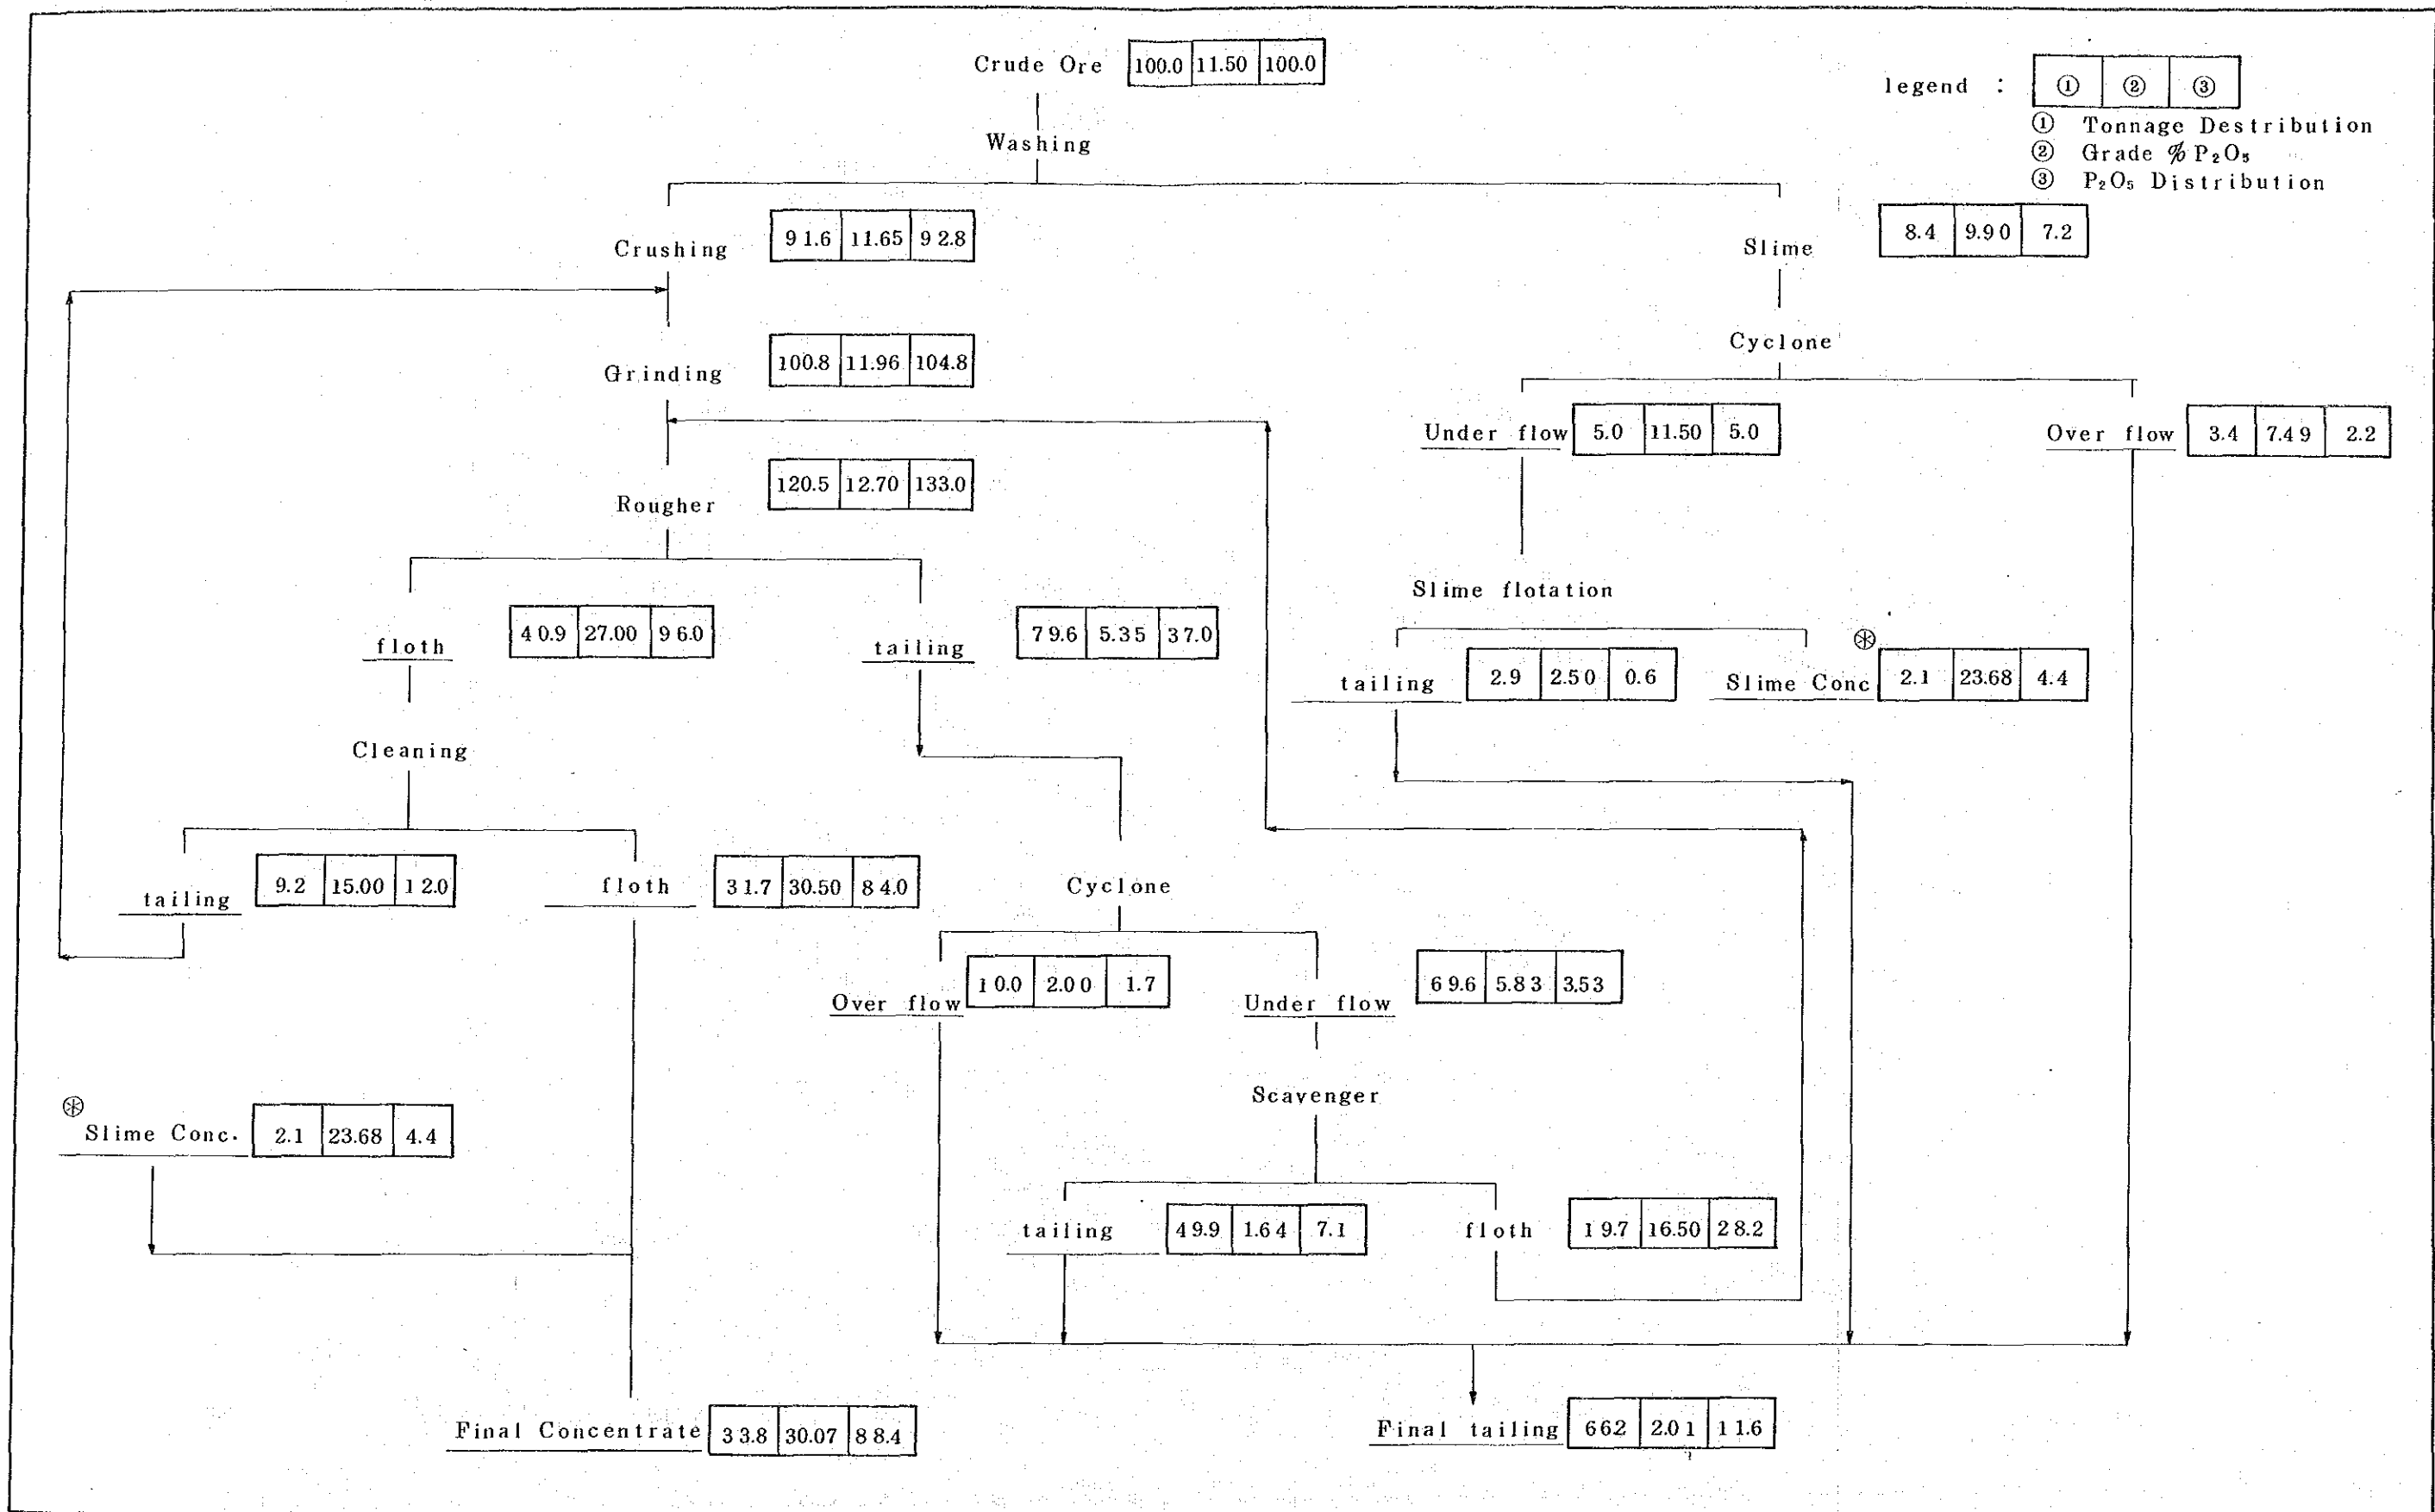 Crude Ore 100.0 11.50 100.0
legend : ① ② ③
① Tonnage Destribution
② Grade % P₂O₅
③ P₂O₅ Distribution
Washing
Crushing 91.6 11.65 92.8
Slime 8.4 9.90 7.2
Grinding 100.8 11.96 104.8
Cyclone
Under flow 5.0 11.50 5.0
Over flow 3.4 7.49 2.2
Rougher 120.5 12.70 133.0
Slime flotation
floth 40.9 27.00 96.0
tailing 79.6 5.35 37.0
tailing 2.9 2.50 0.6
⊛
Slime Conc 2.1 23.68 4.4
Cleaning
tailing 9.2 15.00 12.0
floth 31.7 30.50 84.0
Cyclone
Over flow 10.0 2.00 1.7
Under flow 69.6 5.83 3.53
Scavenger
⊛
Slime Conc. 2.1 23.68 4.4
tailing 49.9 1.64 7.1
floth 19.7 16.50 28.2
Final Concentrate 33.8 30.07 88.4
Final tailing 662 2.01 11.6